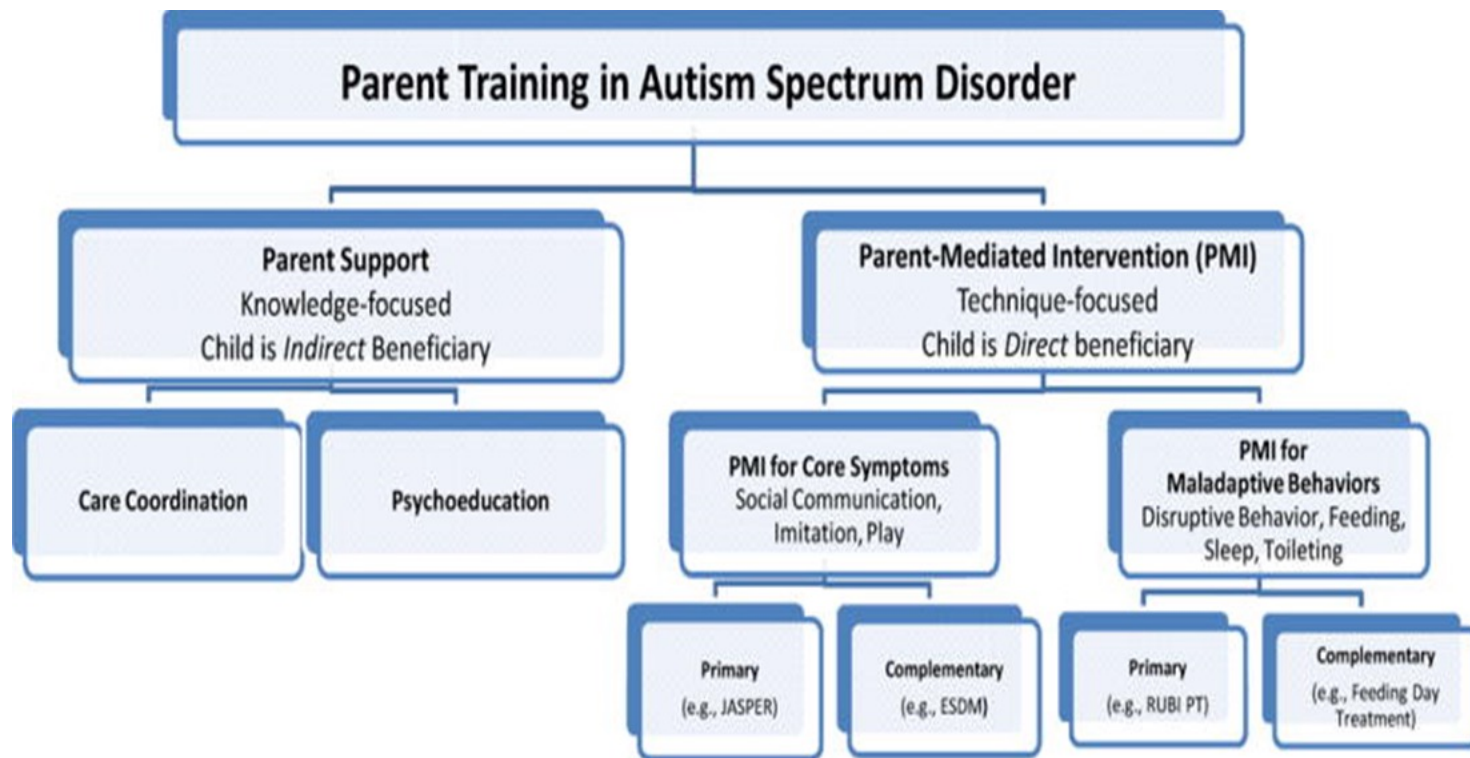 Parent Training in Autism Spectrum Disorder
Parent Support
Knowledge-focused
Child is Indirect Beneficiary
Parent-Mediated Intervention (PMI)
Technique-focused
Child is Direct beneficiary
Care Coordination
Psychoeducation
PMI for Core Symptoms
Social Communication,
Imitation, Play
PMI for
Maladaptive Behaviors
Disruptive Behavior, Feeding,
Sleep, Toileting
Primary
(e.g., JASPER)
Complementary
(e.g., ESDM)
Primary
(e.g., RUBI PT)
Complementary
(e.g., Feeding Day
Treatment)